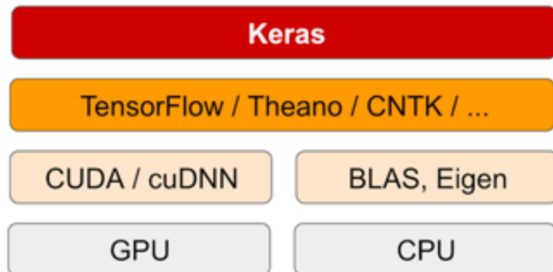 Keras
TensorFlow / Theano / CNTK / ...
CUDA / cuDNN
BLAS, Eigen
GPU
CPU